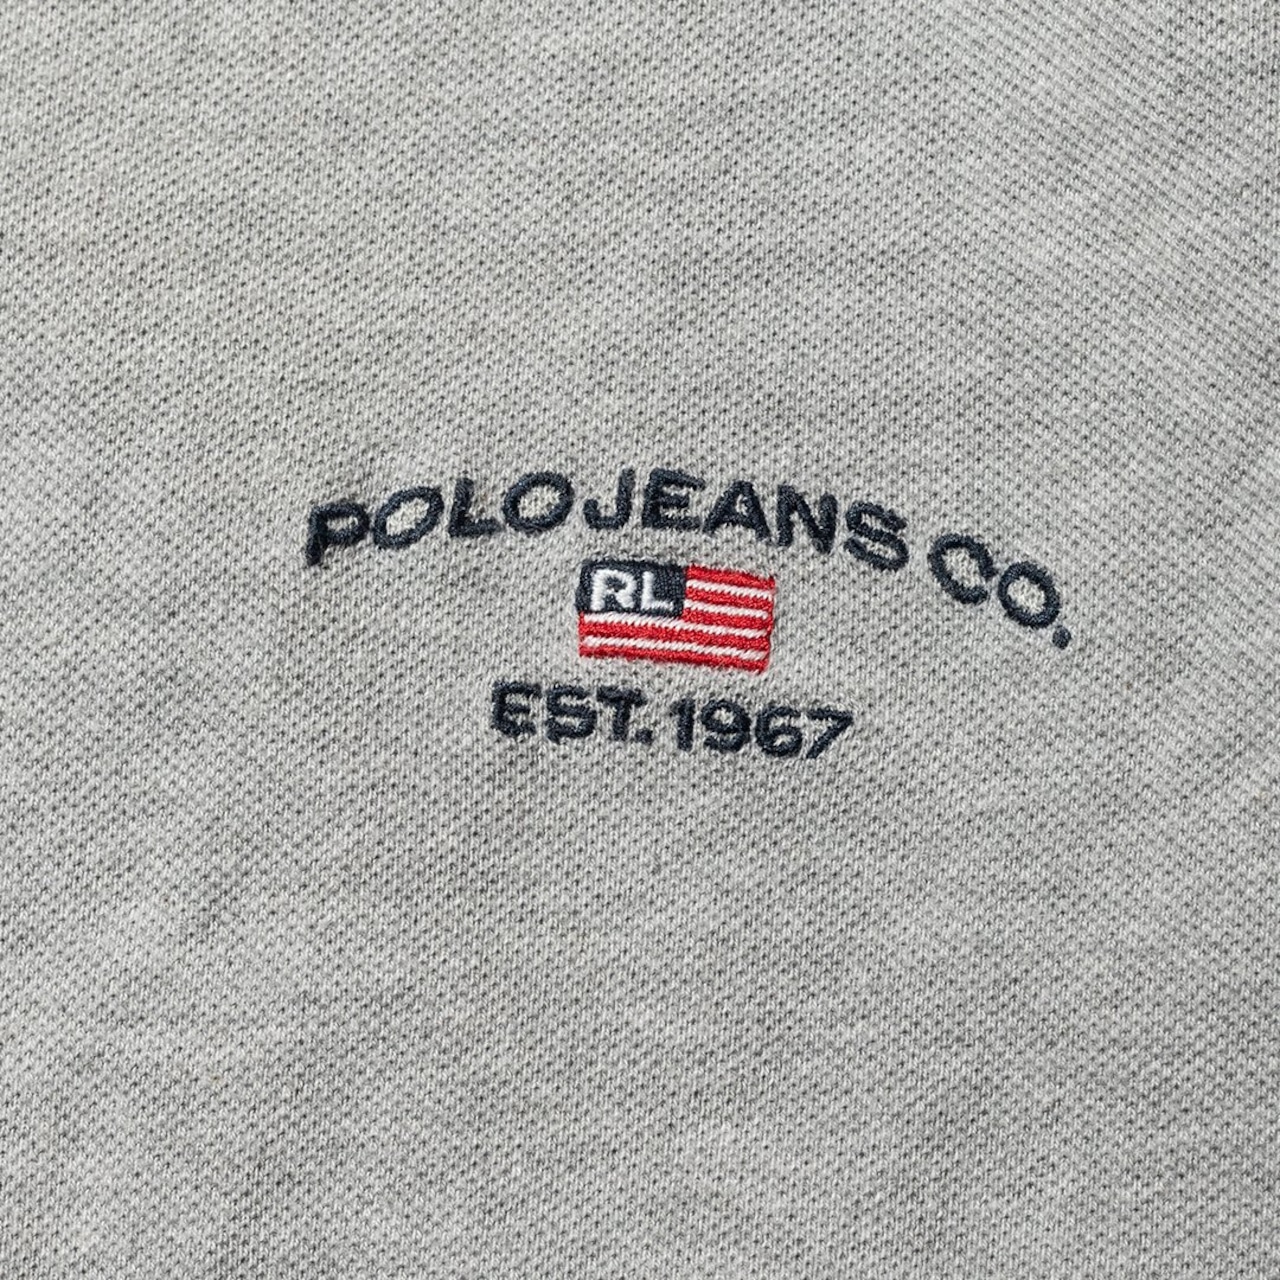 POLO JEANS CO.
RL
EST. 1967